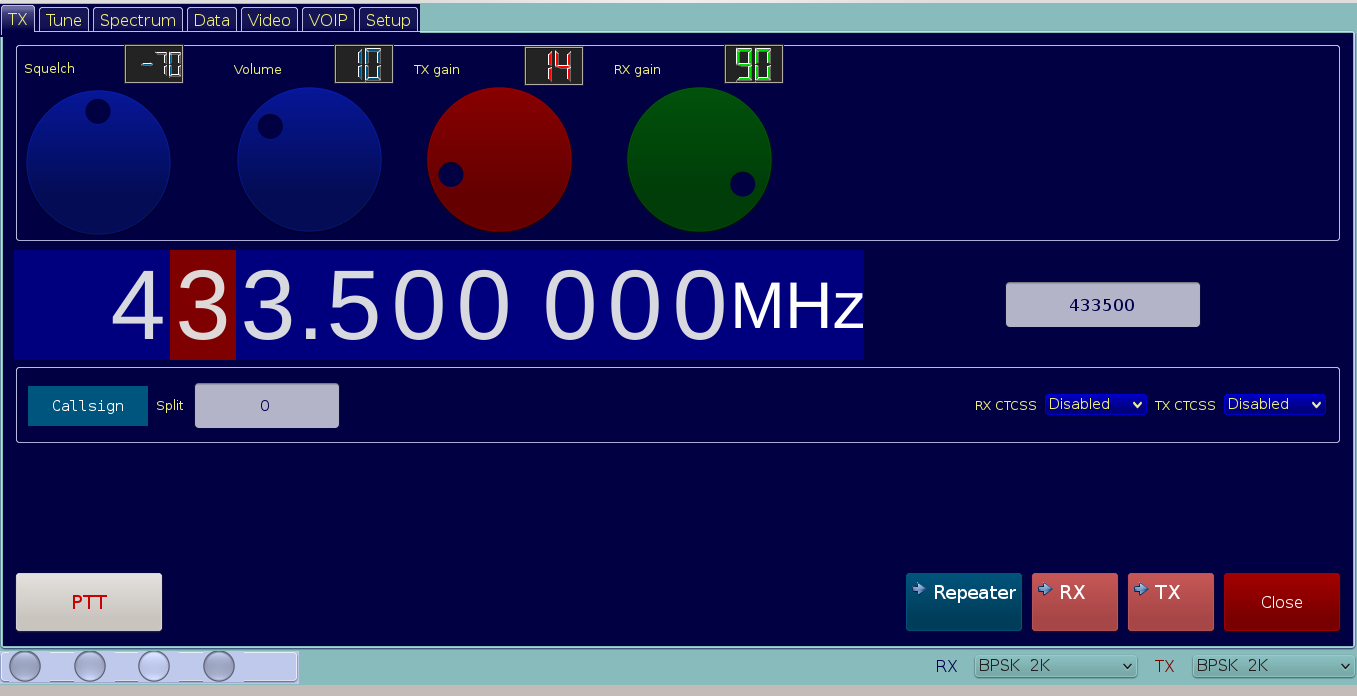 TX Tune Spectrum Data Video VOIP Setup
Squelch -70 Volume 10 TX gain 14 RX gain 90
433.500 000MHz 433500
Callsign Split 0 RX CTCSS Disabled TX CTCSS Disabled
PTT Repeater RX TX Close
RX BPSK 2K TX BPSK 2K